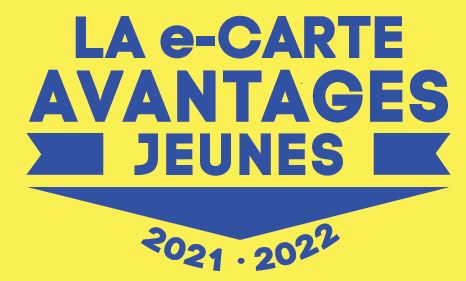 LA e-CARTE
AVANTAGES
JEUNES
2021 · 2022